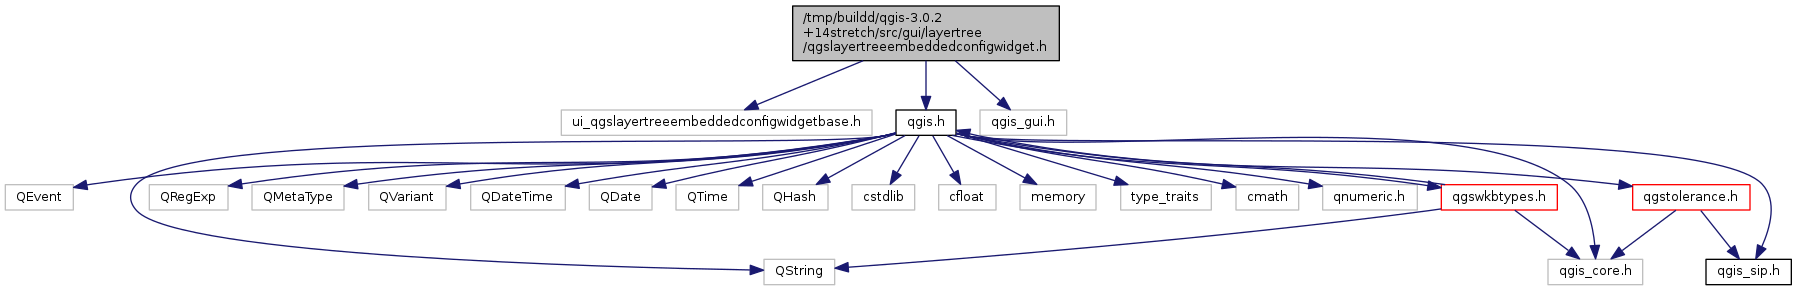 /tmp/buildd/qgis-3.0.2
+14stretch/src/gui/layertree
/qgslayertreeembeddedconfigwidget.h
ui_qgslayertreeembeddedconfigwidgetbase.h
qgis.h
qgis_gui.h
QEvent
QRegExp
QMetaType
QVariant
QDateTime
QDate
QTime
QHash
cstdlib
cfloat
memory
type_traits
cmath
qnumeric.h
qgswkbtypes.h
qgstolerance.h
QString
qgis_core.h
qgis_sip.h